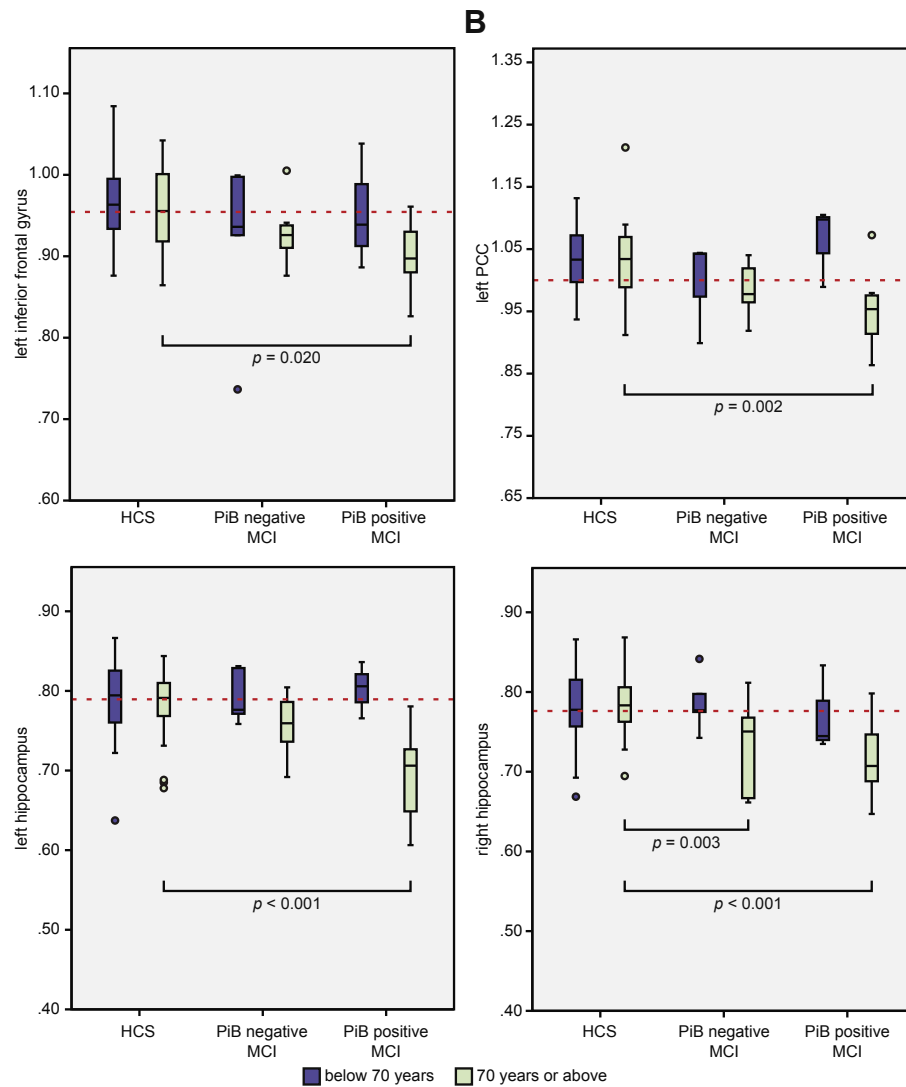 B
left inferior frontal gyrus
1.10
1.00
.90
.80
.70
.60
p = 0.020
HCS
PiB negative
MCI
PiB positive
MCI
left PCC
1.35
1.25
1.15
1.05
.95
.85
.75
.65
p = 0.002
HCS
PiB negative
MCI
PiB positive
MCI
left hippocampus
.90
.80
.70
.60
.50
.40
p < 0.001
HCS
PiB negative
MCI
PiB positive
MCI
right hippocampus
.90
.80
.70
.60
.50
.40
p = 0.003
p < 0.001
HCS
PiB negative
MCI
PiB positive
MCI
below 70 years
70 years or above